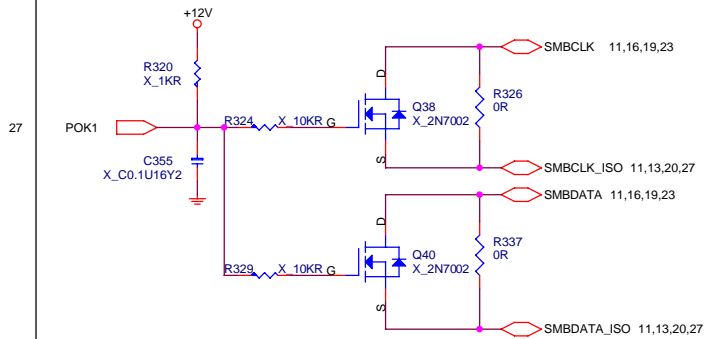 +12V
SMBCLK 11,16,19,23
R320
X_1KR
D
R326
0R
Q38
X_2N7002
27
POK1
R324
X_10KR
G
C355
X_C0.1U16Y2
S
SMBCLK_ISO 11,13,20,27
SMBDATA 11,16,19,23
D
R337
0R
Q40
X_2N7002
R329
X_10KR
G
S
SMBDATA_ISO 11,13,20,27